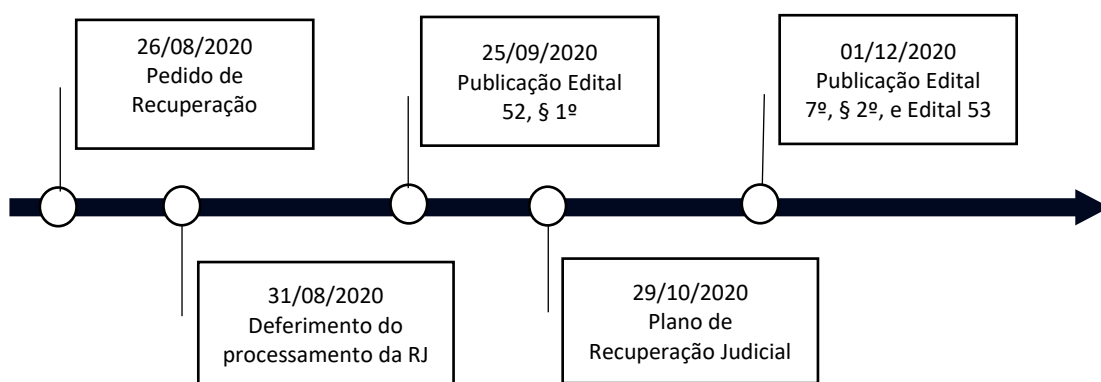 26/08/2020
Pedido de
Recuperação
25/09/2020
Publicação Edital
52, § 1º
01/12/2020
Publicação Edital
7º, § 2º, e Edital 53
31/08/2020
Deferimento do
processamento da RJ
29/10/2020
Plano de
Recuperação Judicial